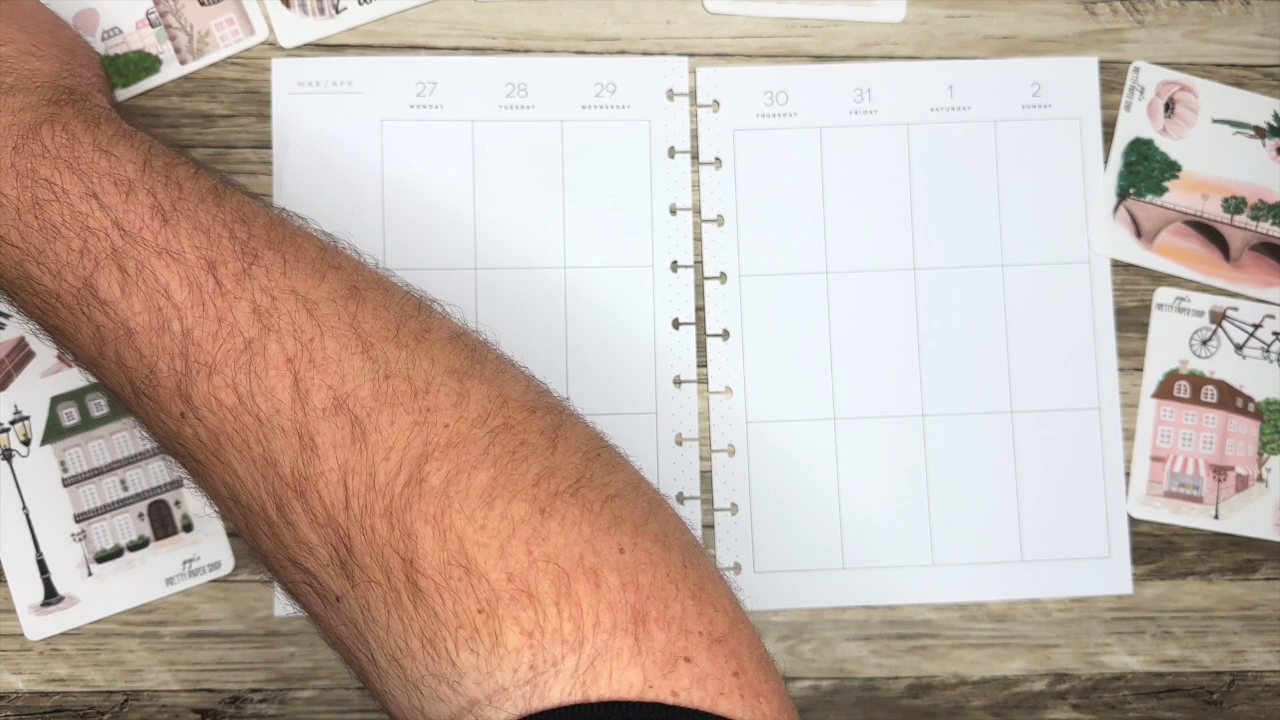 MAR/APR
27
MONDAY
28
TUESDAY
29
WEDNESDAY
30
THURSDAY
31
FRIDAY
1
SATURDAY
2
SUNDAY
PRETTY PAPER SHOP
PRETTY PAPER SHOP